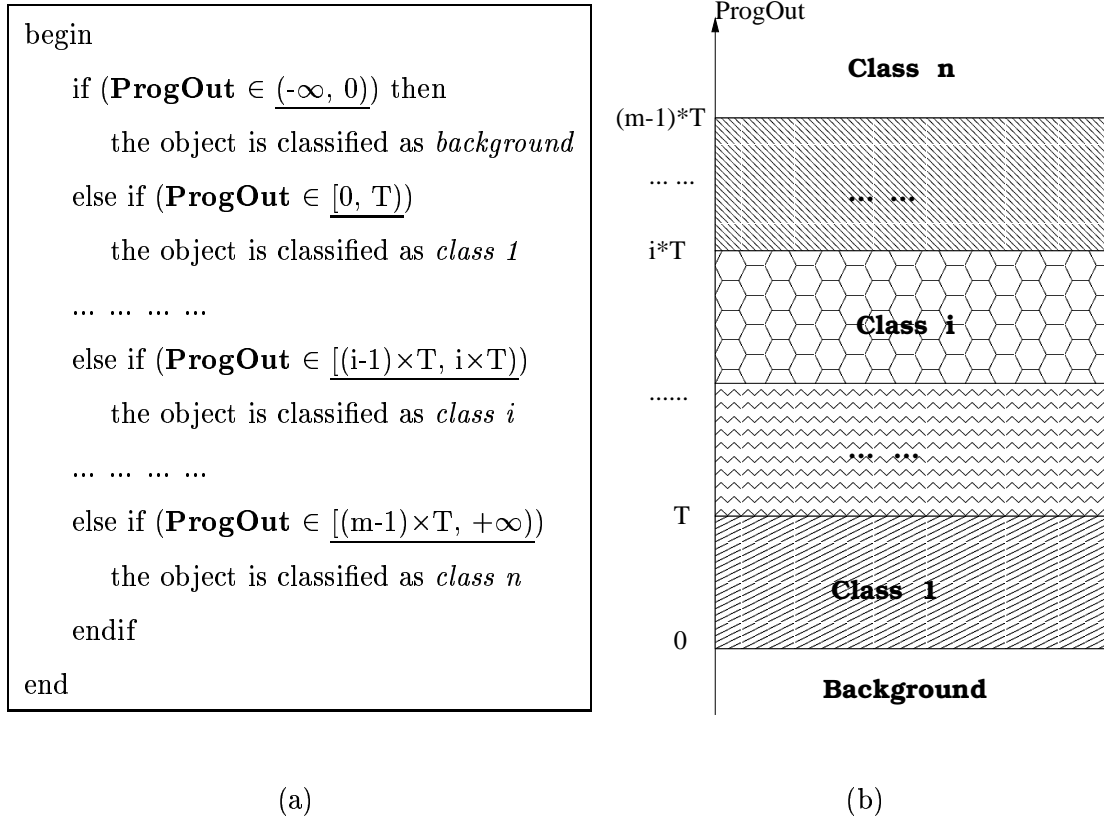 begin
if (ProgOut ∈ (-∞, 0)) then
the object is classified as background
else if (ProgOut ∈ [0, T))
the object is classified as class 1
... ... ... ...
else if (ProgOut ∈ [(i-1)×T, i×T))
the object is classified as class i
... ... ... ...
else if (ProgOut ∈ [(m-1)×T, +∞))
the object is classified as class n
endif
end
(a)
ProgOut
Class n
(m-1)*T
... ...
... ...
i*T
Class i
......
... ...
T
Class 1
0
Background
(b)